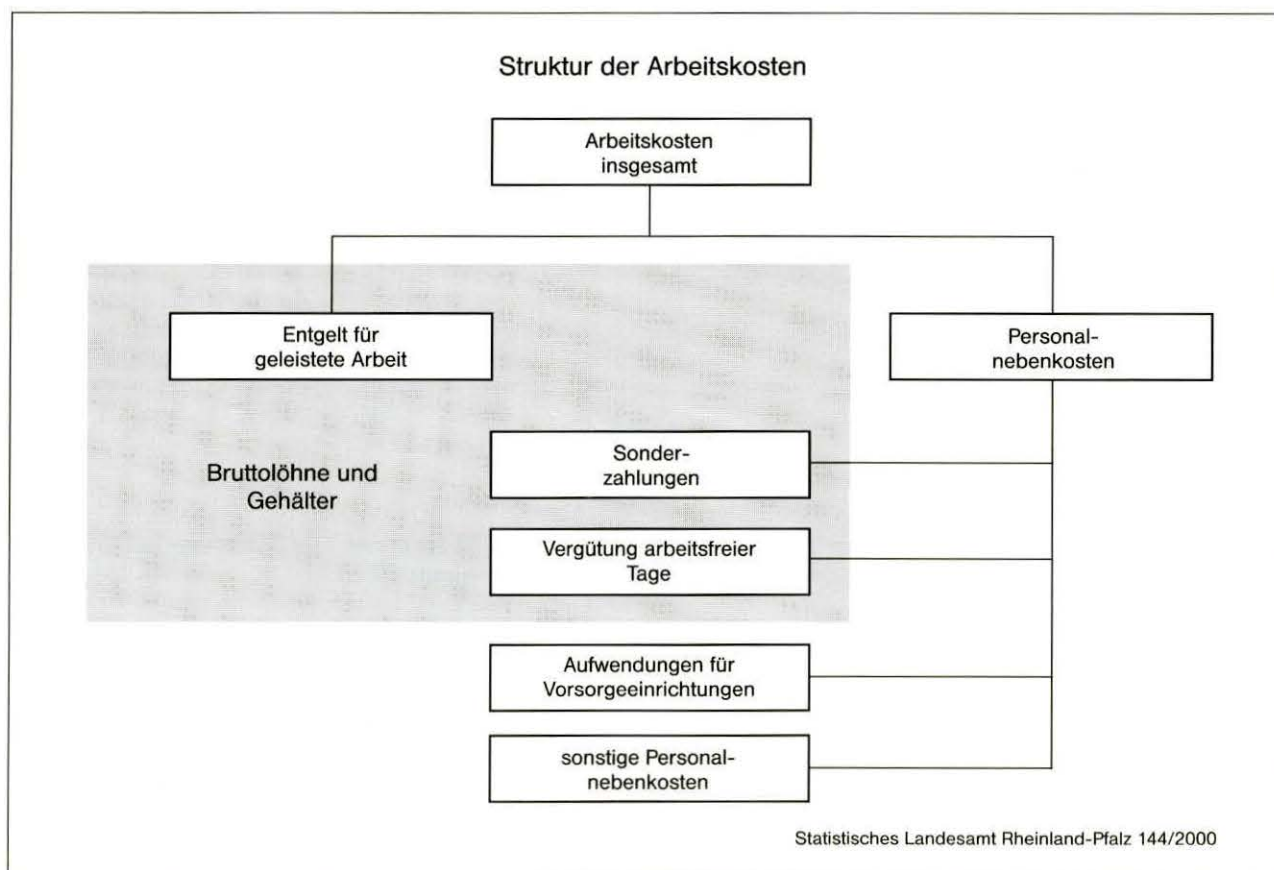 Struktur der Arbeitskosten
Arbeitskosten
insgesamt
Entgelt für
geleistete Arbeit
Personal-
nebenkosten
Sonder-
zahlungen
Bruttolöhne und
Gehälter
Vergütung arbeitsfreier
Tage
Aufwendungen für
Vorsorgeeinrichtungen
sonstige Personal-
nebenkosten
Statistisches Landesamt Rheinland-Pfalz 144/2000